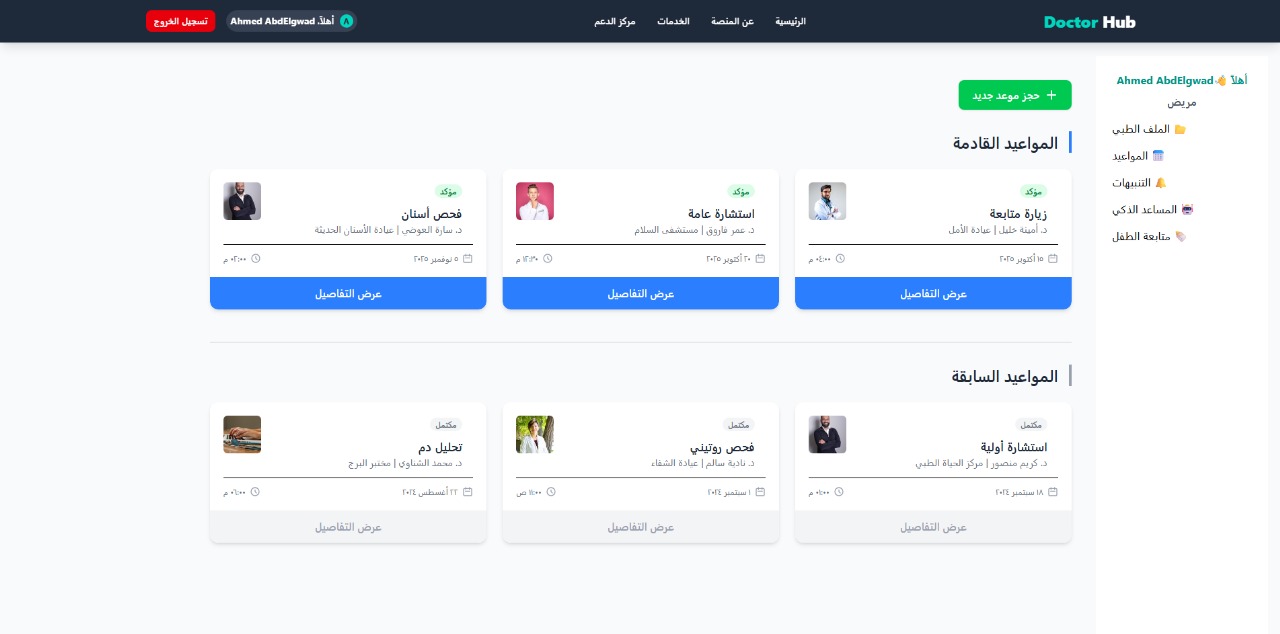 Doctor Hub
الرئيسية
عن المنصة
الخدمات
مركز الدعم
أهلاً، Ahmed AbdElgwad
A
تسجيل الخروج
أهلاً 👋 Ahmed AbdElgwad
مريض
📁 الملف الطبي
📅 المواعيد
🔔 التنبيهات
🤖 المساعد الذكي
🍼 متابعة الطفل
+ حجز موعد جديد
المواعيد القادمة
مؤكد
زيارة متابعة
د. أمينة خليل | عيادة الأمل
١٥ أكتوبر ٢٠٢٥
٠٤:٠٠ م
عرض التفاصيل
مؤكد
استشارة عامة
د. عمر فاروق | مستشفى السلام
٢٠ أكتوبر ٢٠٢٥
١٢:٣٠ م
عرض التفاصيل
مؤكد
فحص أسنان
د. سارة العوضي | عيادة الأسنان الحديثة
٥ نوفمبر ٢٠٢٥
٠٢:٠٠ م
عرض التفاصيل
المواعيد السابقة
مكتمل
استشارة أولية
د. كريم منصور | مركز الحياة الطبي
١٨ سبتمبر ٢٠٢٤
٠١:٠٠ م
عرض التفاصيل
مكتمل
فحص روتيني
د. نادية سالم | عيادة الشفاء
١ سبتمبر ٢٠٢٤
١١:٠٠ ص
عرض التفاصيل
مكتمل
تحليل دم
د. محمد الشناوي | مختبر البرج
٢٢ أغسطس ٢٠٢٤
٠٦:٠٠ م
عرض التفاصيل